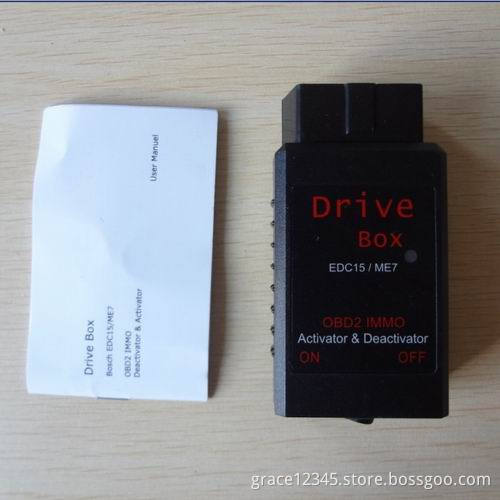 Drive Box
Bosch EDC15/ME7
OBD2 IMMO
Deactivator & Activator
User Manuel
Drive
Box
EDC15 / ME7
OBD2 IMMO
Activator & Deactivator
ON OFF
grace12345.store.bossgoo.com